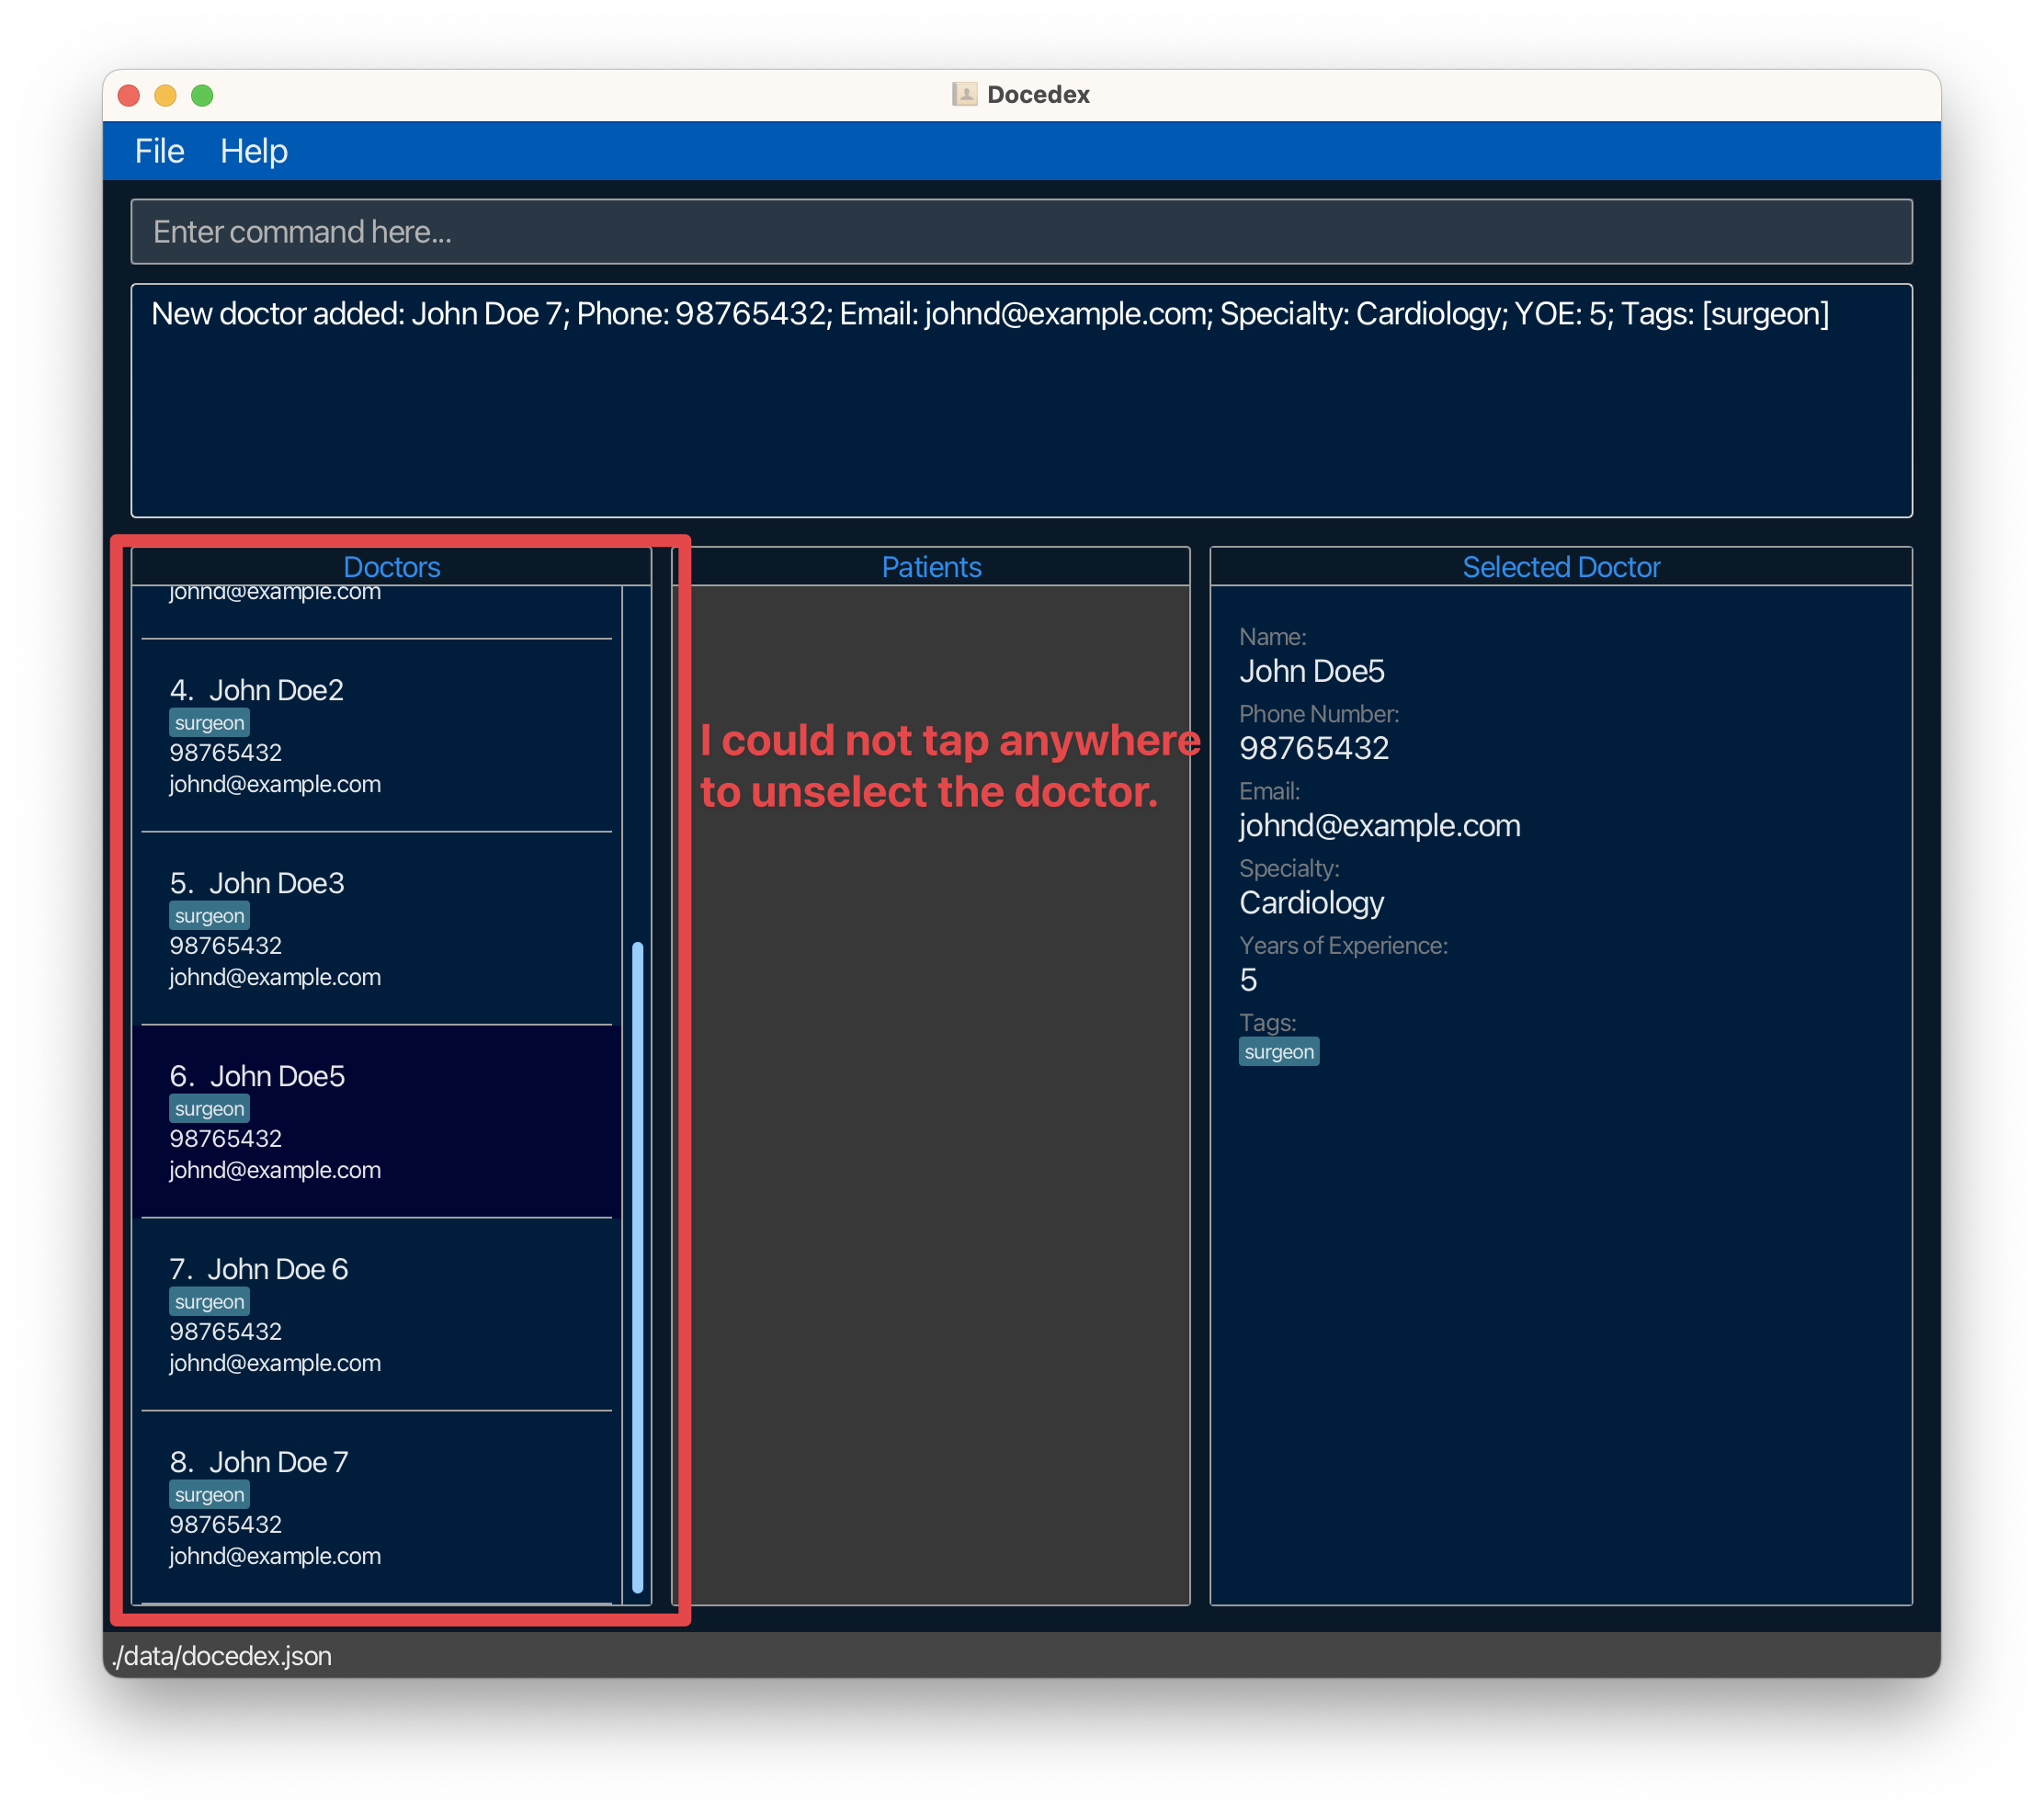 Docedex
File Help
Enter command here...
New doctor added: John Doe 7; Phone: 98765432; Email: johnd@example.com; Specialty: Cardiology; YOE: 5; Tags: [surgeon]
Doctors
johnd@example.com
4. John Doe2
surgeon
98765432
johnd@example.com
5. John Doe3
surgeon
98765432
johnd@example.com
6. John Doe5
surgeon
98765432
johnd@example.com
7. John Doe 6
surgeon
98765432
johnd@example.com
8. John Doe 7
surgeon
98765432
johnd@example.com
Patients
I could not tap anywhere
to unselect the doctor.
Selected Doctor
Name:
John Doe5
Phone Number:
98765432
Email:
johnd@example.com
Specialty:
Cardiology
Years of Experience:
5
Tags:
surgeon
./data/docedex.json